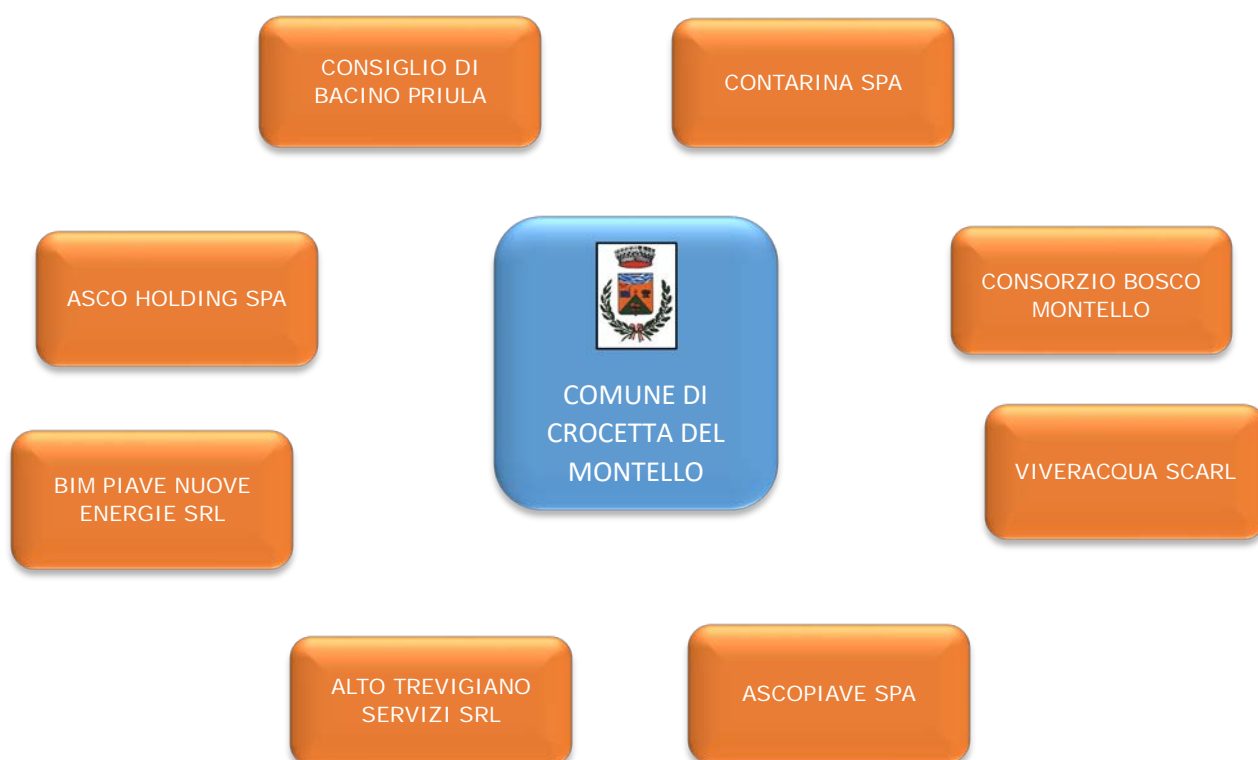 CONSIGLIO DI
BACINO PRIULA
CONTARINA SPA
ASCO HOLDING SPA
CONSORZIO BOSCO
MONTELLO
COMUNE DI
CROCETTA DEL
MONTELLO
BIM PIAVE NUOVE
ENERGIE SRL
VIVERACQUA SCARL
ALTO TREVIGIANO
SERVIZI SRL
ASCOPIAVE SPA